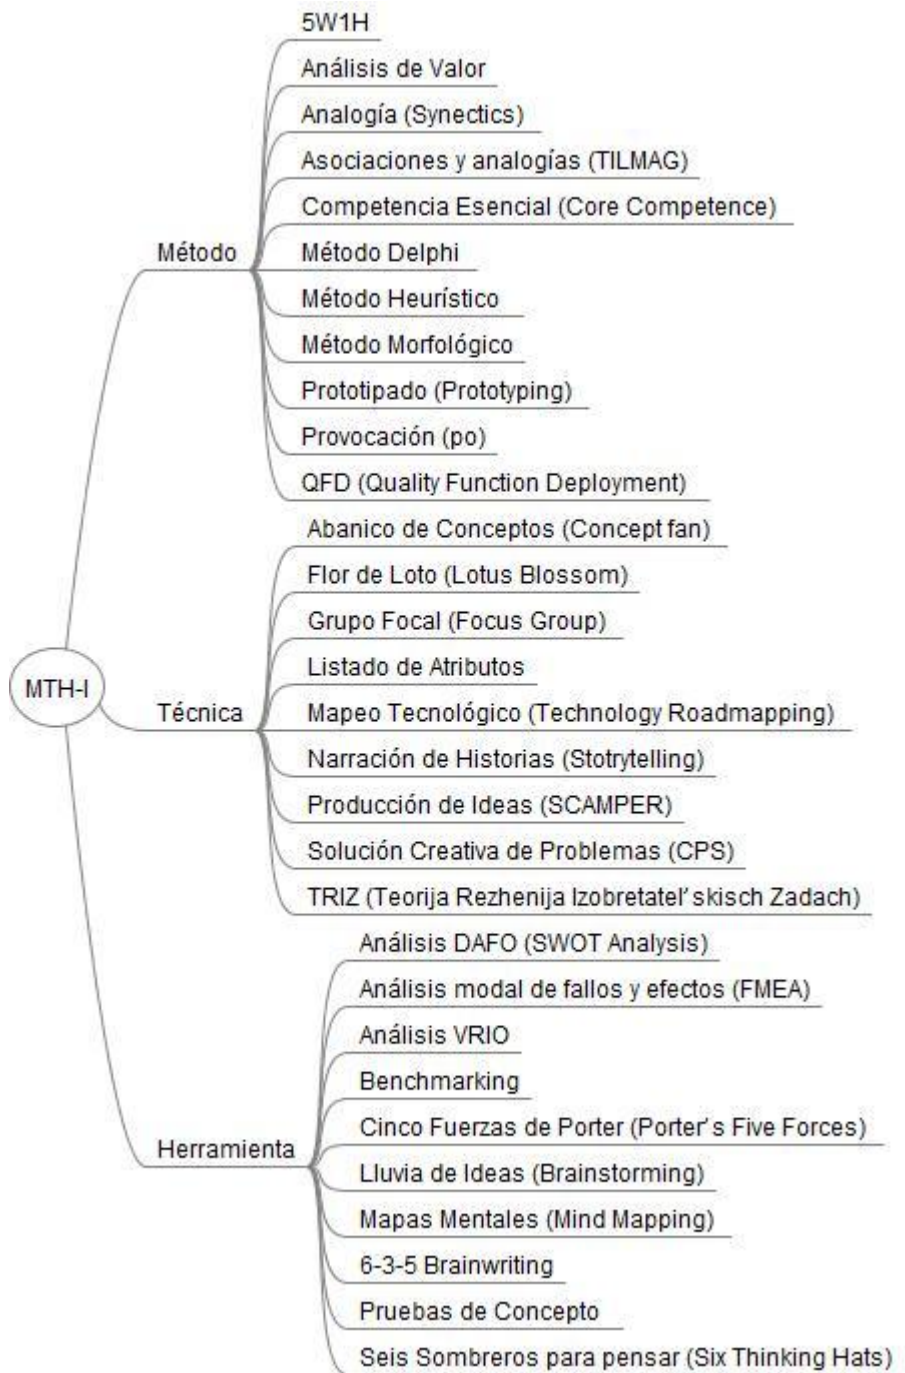 MTH-I
Método
5W1H
Análisis de Valor
Analogía (Synectics)
Asociaciones y analogías (TILMAG)
Competencia Esencial (Core Competence)
Método Delphi
Método Heurístico
Método Morfológico
Prototipado (Prototyping)
Provocación (po)
QFD (Quality Function Deployment)
Técnica
Abanico de Conceptos (Concept fan)
Flor de Loto (Lotus Blossom)
Grupo Focal (Focus Group)
Listado de Atributos
Mapeo Tecnológico (Technology Roadmapping)
Narración de Historias (Stotrytelling)
Producción de Ideas (SCAMPER)
Solución Creativa de Problemas (CPS)
TRIZ (Teorija Rezhenija Izobretatel’skisch Zadach)
Herramienta
Análisis DAFO (SWOT Analysis)
Análisis modal de fallos y efectos (FMEA)
Análisis VRIO
Benchmarking
Cinco Fuerzas de Porter (Porter’s Five Forces)
Lluvia de Ideas (Brainstorming)
Mapas Mentales (Mind Mapping)
6-3-5 Brainwriting
Pruebas de Concepto
Seis Sombreros para pensar (Six Thinking Hats)